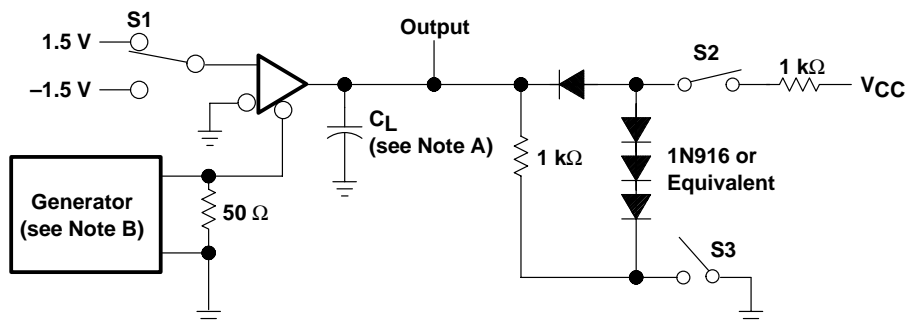 S1
1.5 V
–1.5 V
Output
S2
1 kΩ
VCC
CL
(see Note A)
1 kΩ
1N916 or
Equivalent
Generator
(see Note B)
50 Ω
S3